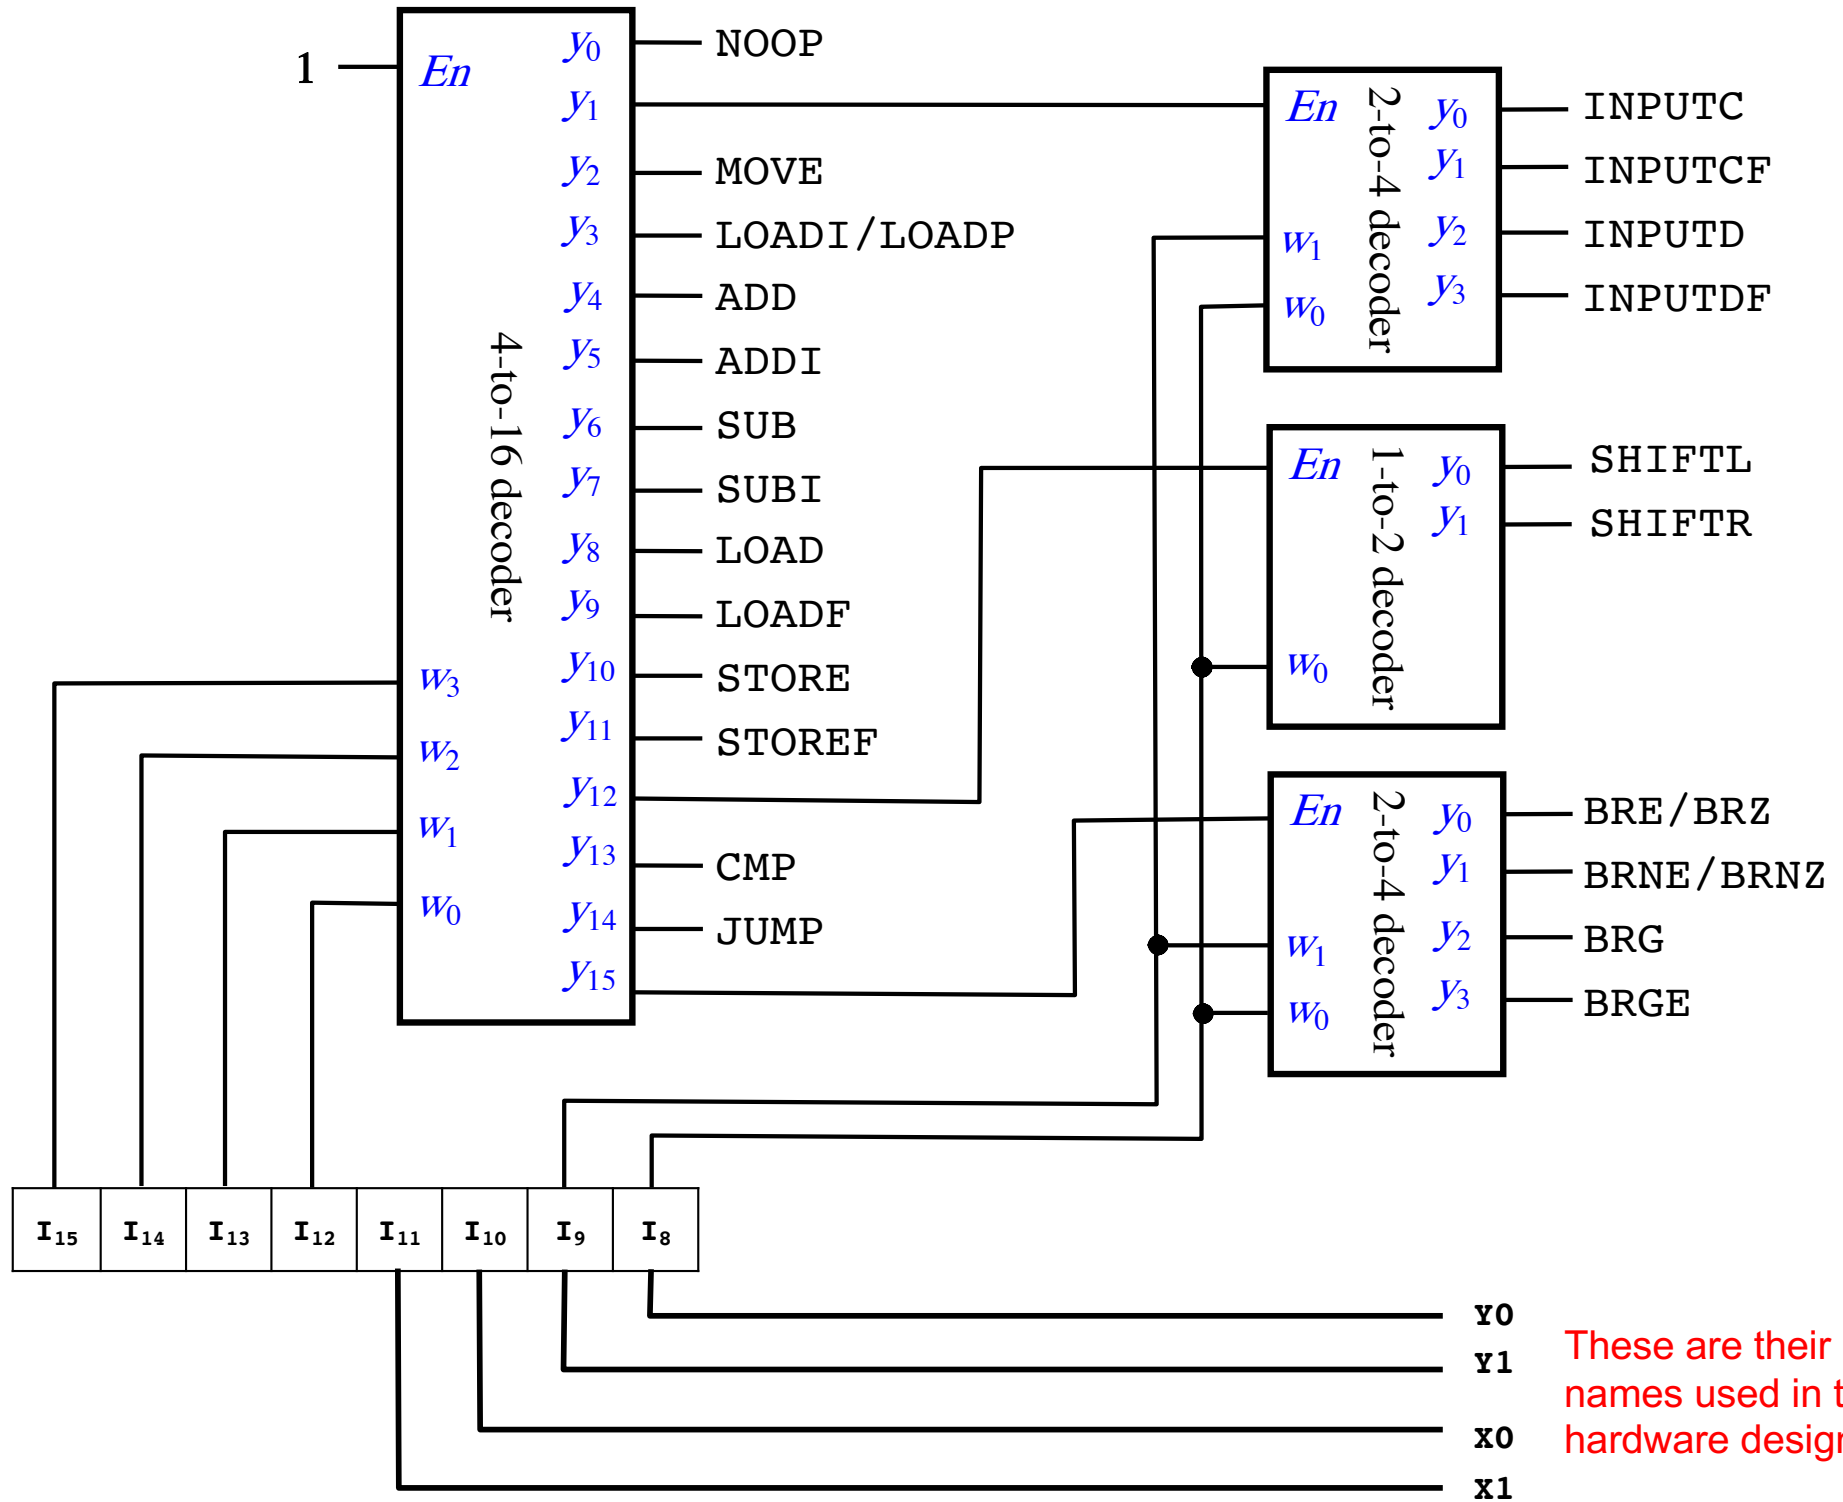 1
En
4-to-16 decoder
w3
w2
w1
w0
y0
y1
y2
y3
y4
y5
y6
y7
y8
y9
y10
y11
y12
y13
y14
y15
NOOP
MOVE
LOADI/LOADP
ADD
ADDI
SUB
SUBI
LOAD
LOADF
STORE
STOREF
CMP
JUMP
En
w1
w0
2-to-4 decoder
y0
y1
y2
y3
INPUTC
INPUTCF
INPUTD
INPUTDF
En
w0
1-to-2 decoder
y0
y1
SHIFTL
SHIFTR
En
w1
w0
2-to-4 decoder
y0
y1
y2
y3
BRE/BRZ
BRNE/BRNZ
BRG
BRGE
I15 I14 I13 I12 I11 I10 I9 I8
Y0
Y1
X0
X1
These are their
names used in
hardware